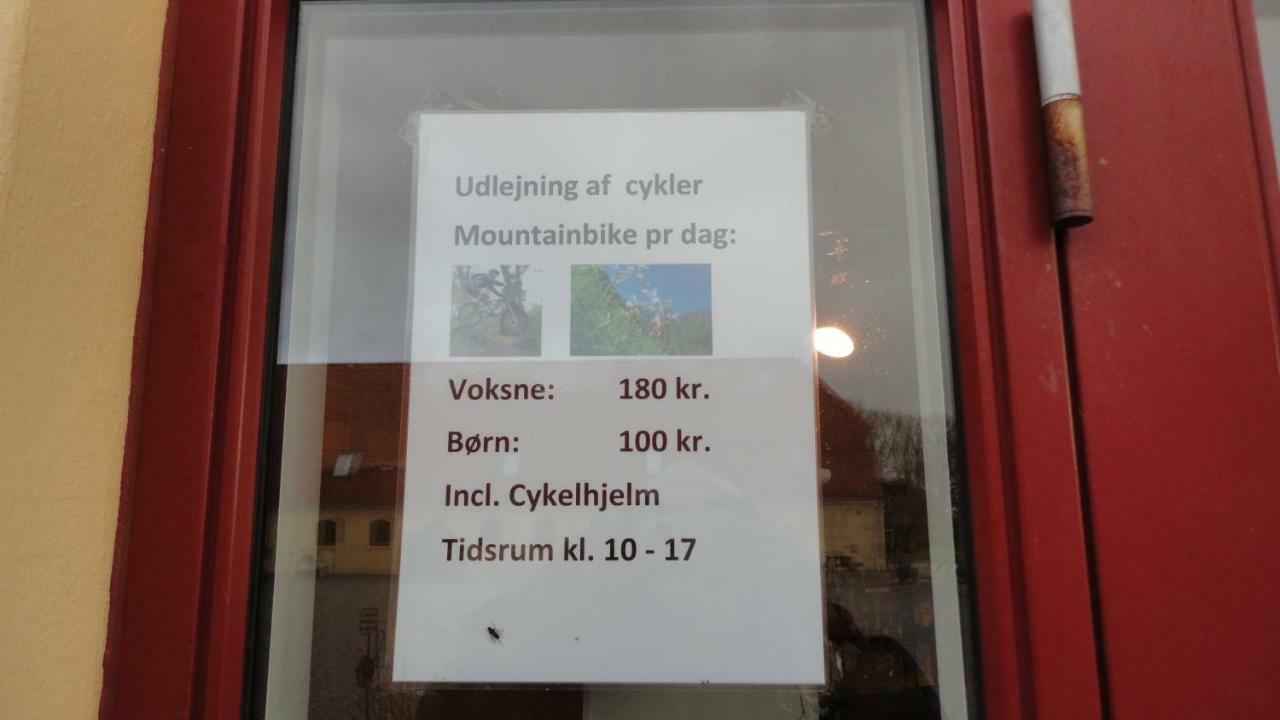 Udlejning af cykler
Mountainbike pr dag:
Voksne: 180 kr.
Børn: 100 kr.
Incl. Cykelhjelm
Tidsrum kl. 10 - 17